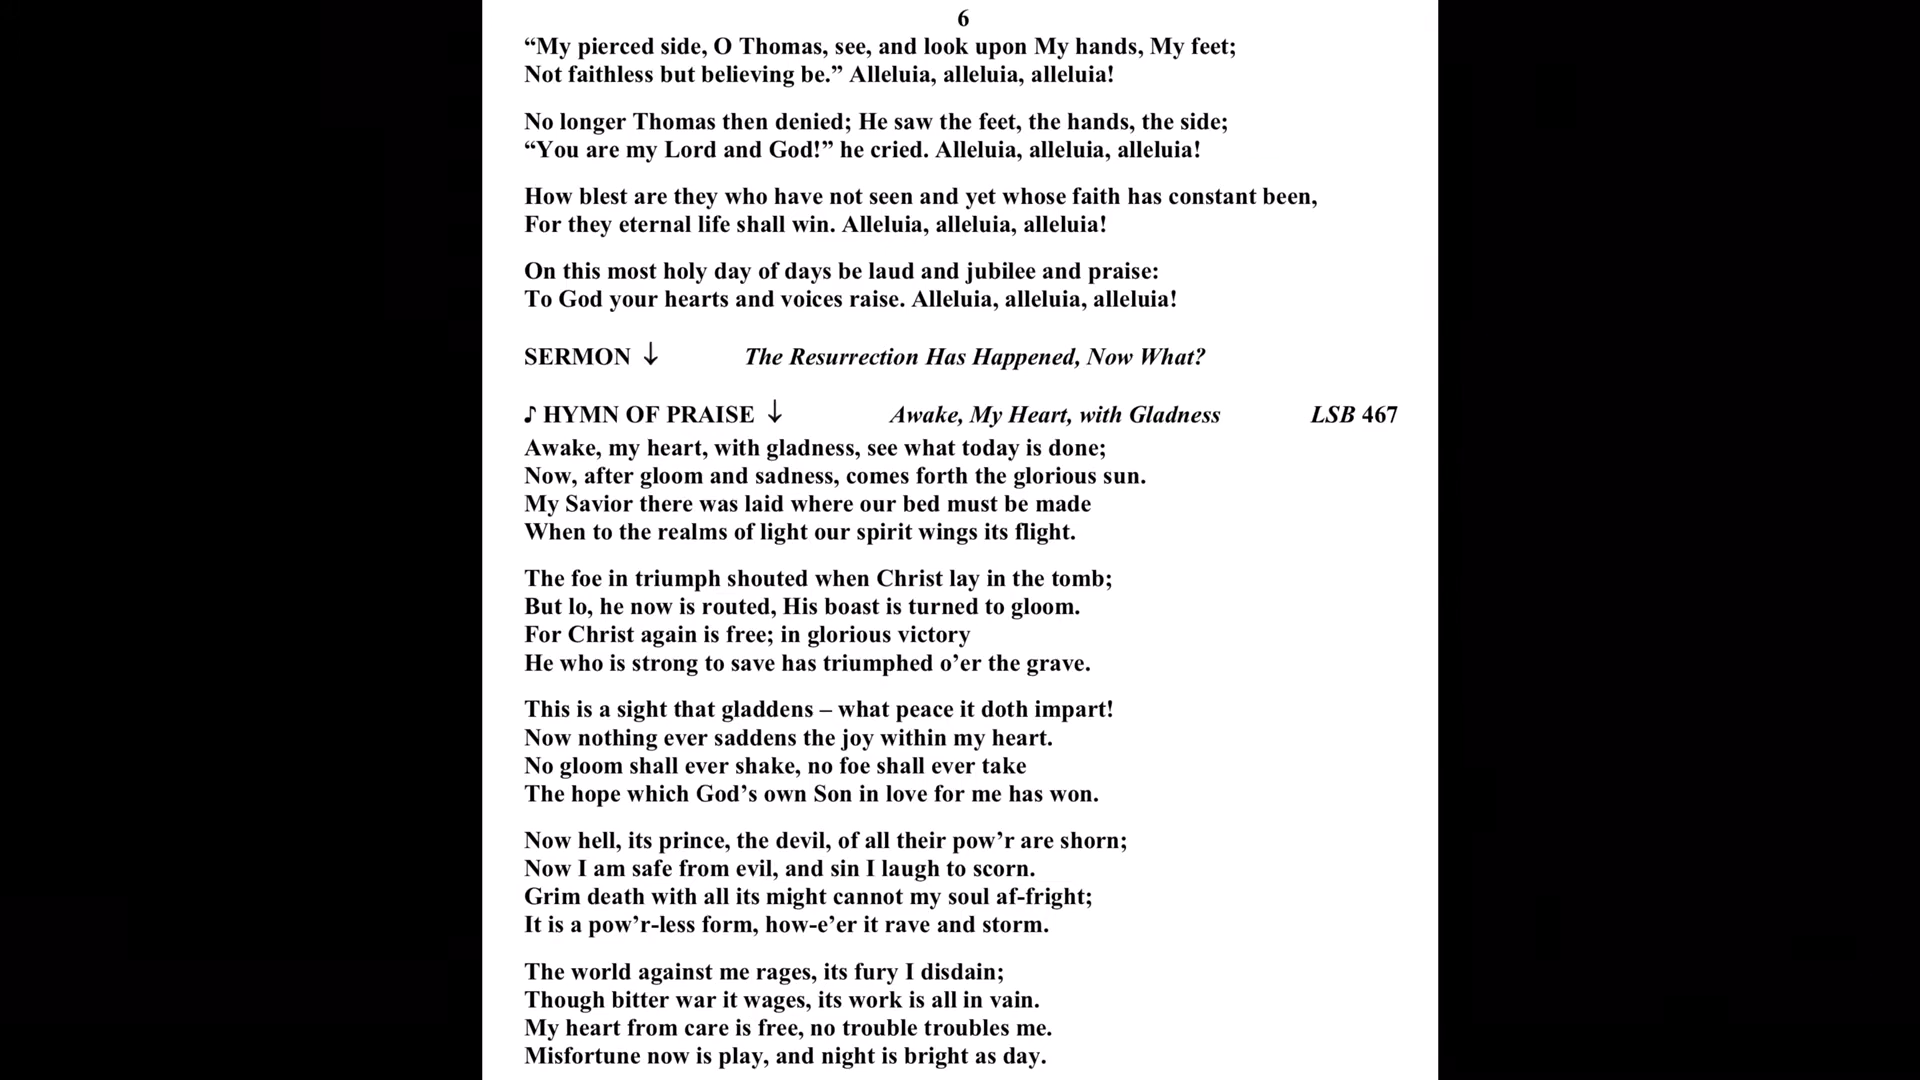 6
“My pierced side, O Thomas, see, and look upon My hands, My feet;
Not faithless but believing be.” Alleluia, alleluia, alleluia!
No longer Thomas then denied; He saw the feet, the hands, the side;
“You are my Lord and God!” he cried. Alleluia, alleluia, alleluia!
How blest are they who have not seen and yet whose faith has constant been,
For they eternal life shall win. Alleluia, alleluia, alleluia!
On this most holy day of days be laud and jubilee and praise:
To God your hearts and voices raise. Alleluia, alleluia, alleluia!
SERMON ↓ The Resurrection Has Happened, Now What?
♪ HYMN OF PRAISE ↓ Awake, My Heart, with Gladness LSB 467
Awake, my heart, with gladness, see what today is done;
Now, after gloom and sadness, comes forth the glorious sun.
My Savior there was laid where our bed must be made
When to the realms of light our spirit wings its flight.
The foe in triumph shouted when Christ lay in the tomb;
But lo, he now is routed, His boast is turned to gloom.
For Christ again is free; in glorious victory
He who is strong to save has triumphed o’er the grave.
This is a sight that gladdens – what peace it doth impart!
Now nothing ever saddens the joy within my heart.
No gloom shall ever shake, no foe shall ever take
The hope which God’s own Son in love for me has won.
Now hell, its prince, the devil, of all their pow’r are shorn;
Now I am safe from evil, and sin I laugh to scorn.
Grim death with all its might cannot my soul af-fright;
It is a pow’r-less form, how-e’er it rave and storm.
The world against me rages, its fury I disdain;
Though bitter war it wages, its work is all in vain.
My heart from care is free, no trouble troubles me.
Misfortune now is play, and night is bright as day.